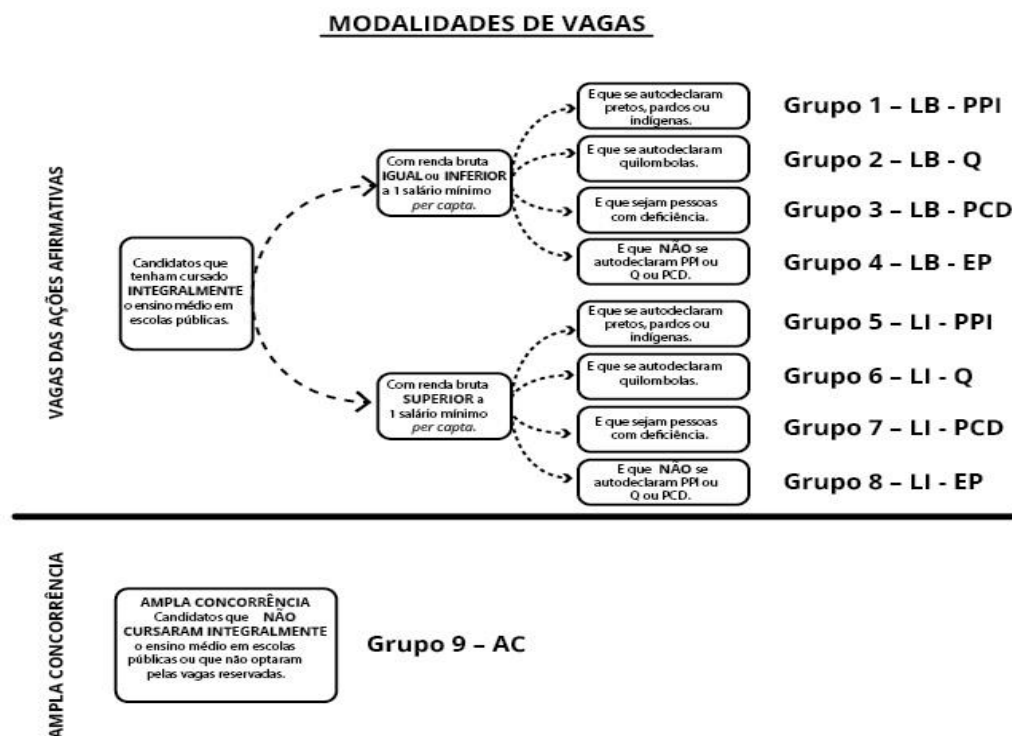 MODALIDADES DE VAGAS
VAGAS DAS AÇÕES AFIRMATIVAS
Candidatos que
tenham cursado
INTEGRALMENTE
o ensino médio em
escolas públicas.
Com renda bruta
IGUAL ou INFERIOR
a 1 salário mínimo
per capta.
E que se autodeclaram
pretos, pardos ou
indígenas.
Grupo 1 – LB - PPI
E que se autodeclaram
quilombolas.
Grupo 2 – LB - Q
E que sejam pessoas
com deficiência.
Grupo 3 – LB - PCD
E que NÃO se
autodeclaram PPI ou
Q ou PCD.
Grupo 4 – LB - EP
Com renda bruta
SUPERIOR a
1 salário mínimo
per capta.
E que se autodeclaram
pretos, pardos ou
indígenas.
Grupo 5 – LI - PPI
E que se autodeclaram
quilombolas.
Grupo 6 – LI - Q
E que sejam pessoas
com deficiência.
Grupo 7 – LI - PCD
E que NÃO se
autodeclaram PPI ou
Q ou PCD.
Grupo 8 – LI - EP
AMPLA CONCORRÊNCIA
AMPLA CONCORRÊNCIA
Candidatos que NÃO
CURSARAM INTEGRALMENTE
o ensino médio em escolas
públicas ou que não optaram
pelas vagas reservadas.
Grupo 9 – AC